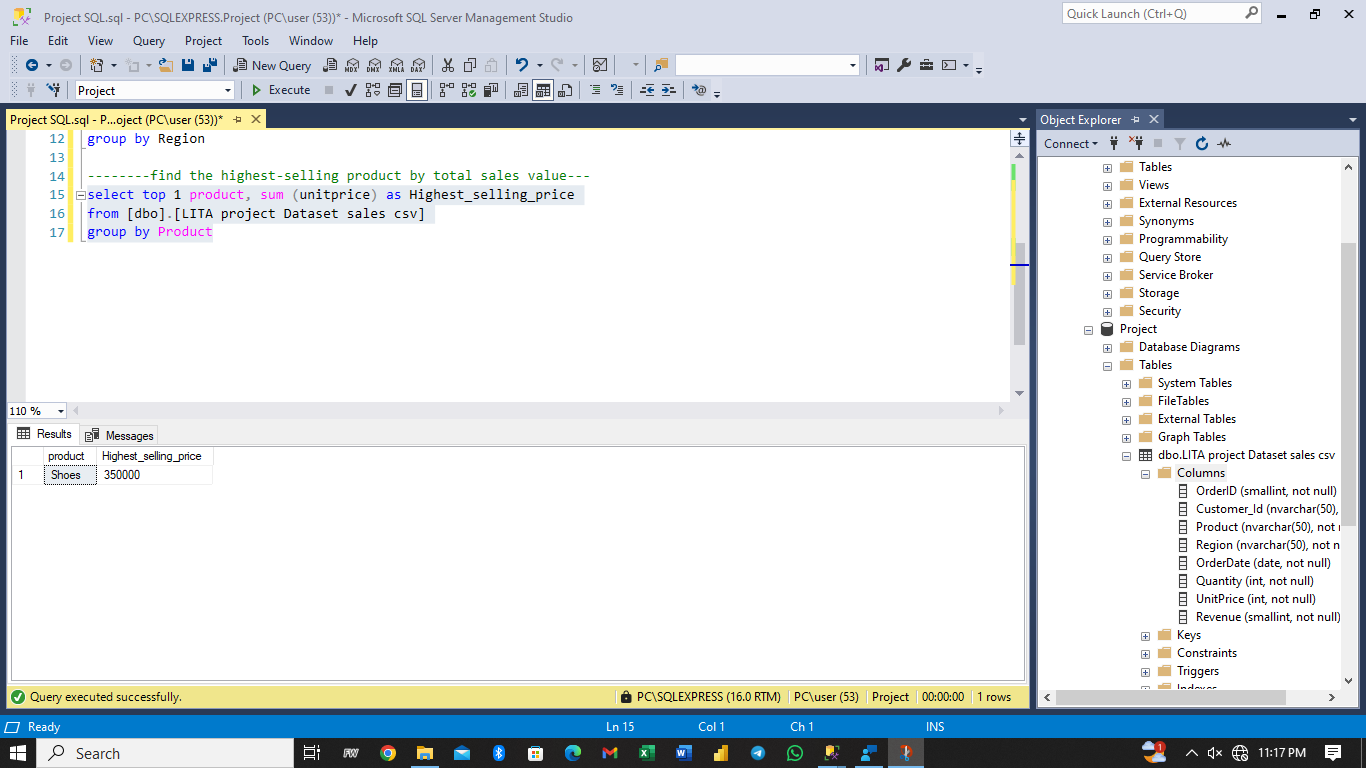 Project SQL.sql - PC\SQLEXPRESS.Project (PC\user (53))* - Microsoft SQL Server Management Studio
Quick Launch (Ctrl+Q)
File Edit View Query Project Tools Window Help
New Query MDX DMX XMLA DAX
Project Execute
Project SQL.sql - P...oject (PC\user (53))*
12 group by Region
13
14 --------find the highest-selling product by total sales value---
15 select top 1 product, sum (unitprice) as Highest_selling_price
16 from [dbo].[LITA project Dataset sales csv]
17 group by Product
110 %
Results Messages
product Highest_selling_price
1 Shoes 350000
Query executed successfully. PC\SQLEXPRESS (16.0 RTM) PC\user (53) Project 00:00:00 1 rows
Object Explorer
Connect
Tables
Views
External Resources
Synonyms
Programmability
Query Store
Service Broker
Storage
Security
Project
Database Diagrams
Tables
System Tables
FileTables
External Tables
Graph Tables
dbo.LITA project Dataset sales csv
Columns
OrderID (smallint, not null)
Customer_Id (nvarchar(50),
Product (nvarchar(50), not
Region (nvarchar(50), not n
OrderDate (date, not null)
Quantity (int, not null)
UnitPrice (int, not null)
Revenue (smallint, not null)
Keys
Constraints
Triggers
Indexes
Ready Ln 15 Col 1 Ch 1 INS
Search 1 11:17 PM